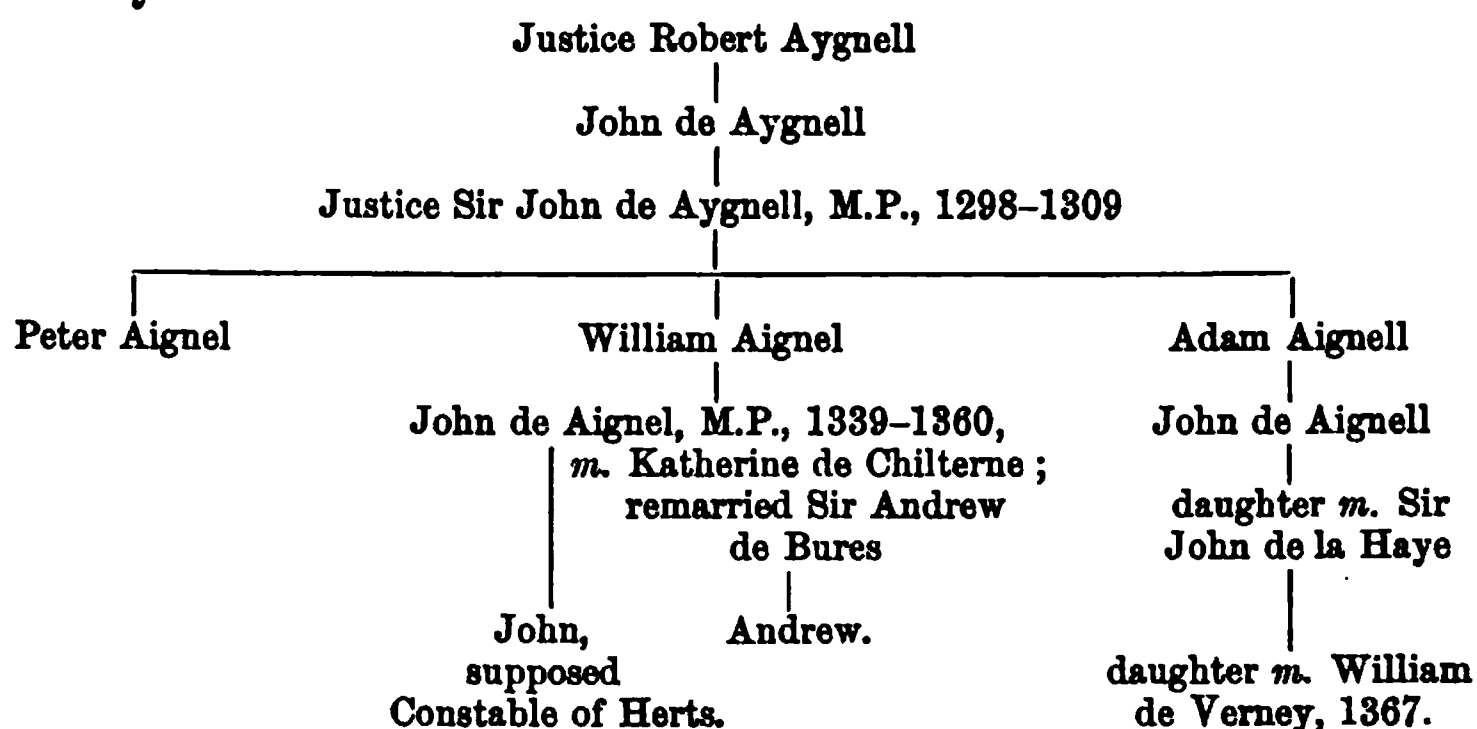 Justice Robert Aygnell
John de Aygnell
Justice Sir John de Aygnell, M.P., 1298–1309
Peter Aignel
William Aignel
Adam Aignell
John de Aignel, M.P., 1339–1360,
m. Katherine de Chilterne ;
remarried Sir Andrew
de Bures
John de Aignell
daughter m. Sir
John de la Haye
John,
supposed
Constable of Herts.
Andrew.
daughter m. William
de Verney, 1367.